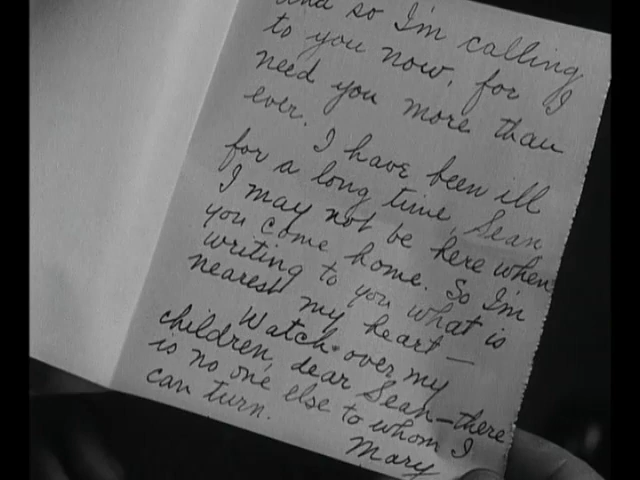 and so I'm calling
to you now, for I
need you more than
ever.
I have been ill
for a long time, Sean
I may not be here when
you come home. So I'm
writing to you what is
nearest my heart—
Watch over my
children, dear Sean—there
is no one else to whom I
can turn.
Mary